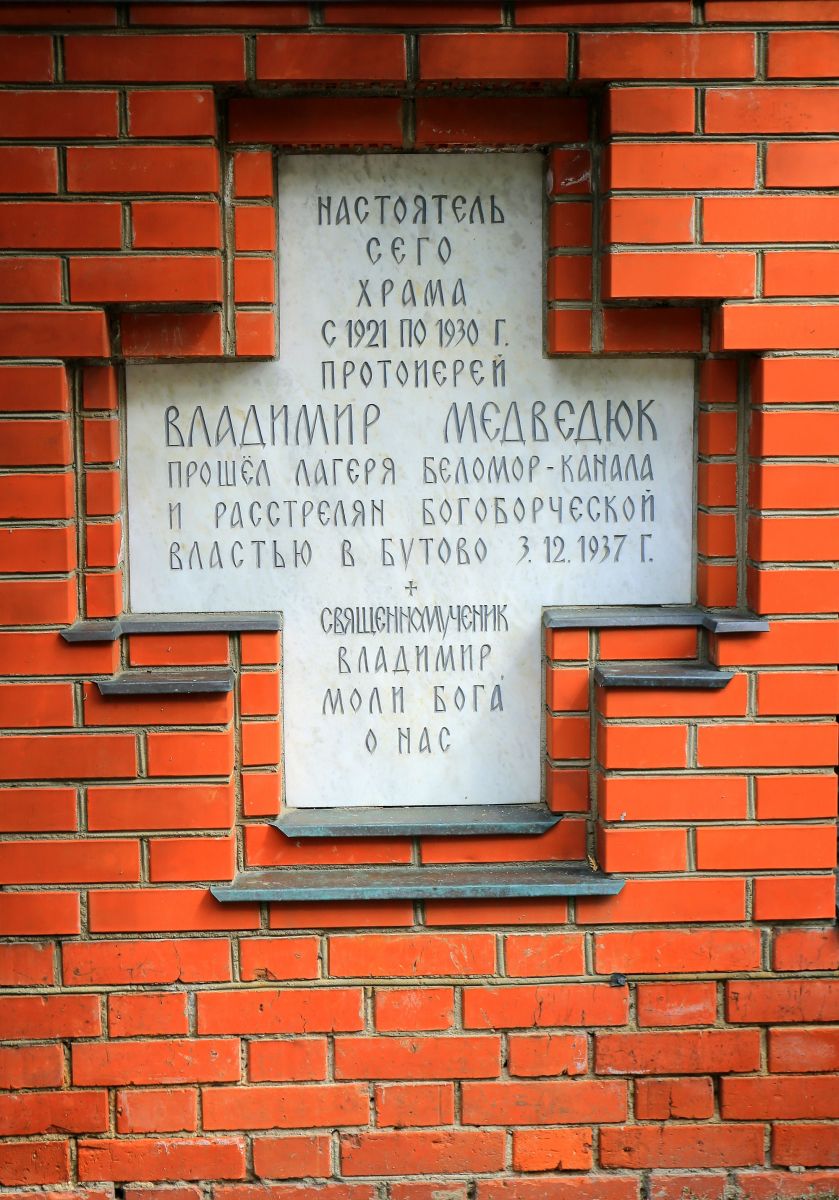 НАСТОЯТЕЛЬ
СЕГО
ХРАМА
С 1921 ПО 1930 Г.
ПРОТОИЕРЕЙ
ВЛАДИМИР МЕДВЕДЮК
ПРОШЁЛ ЛАГЕРЯ БЕЛОМОР-КАНАЛА
И РАССТРЕЛЯН БОГОБОРЧЕСКОЙ
ВЛАСТЬЮ В БУТОВО 3.12.1937 Г.
СВЯЩЕННОМУЧЕНИК
ВЛАДИМИР
МОЛИ БОГА
О НАС